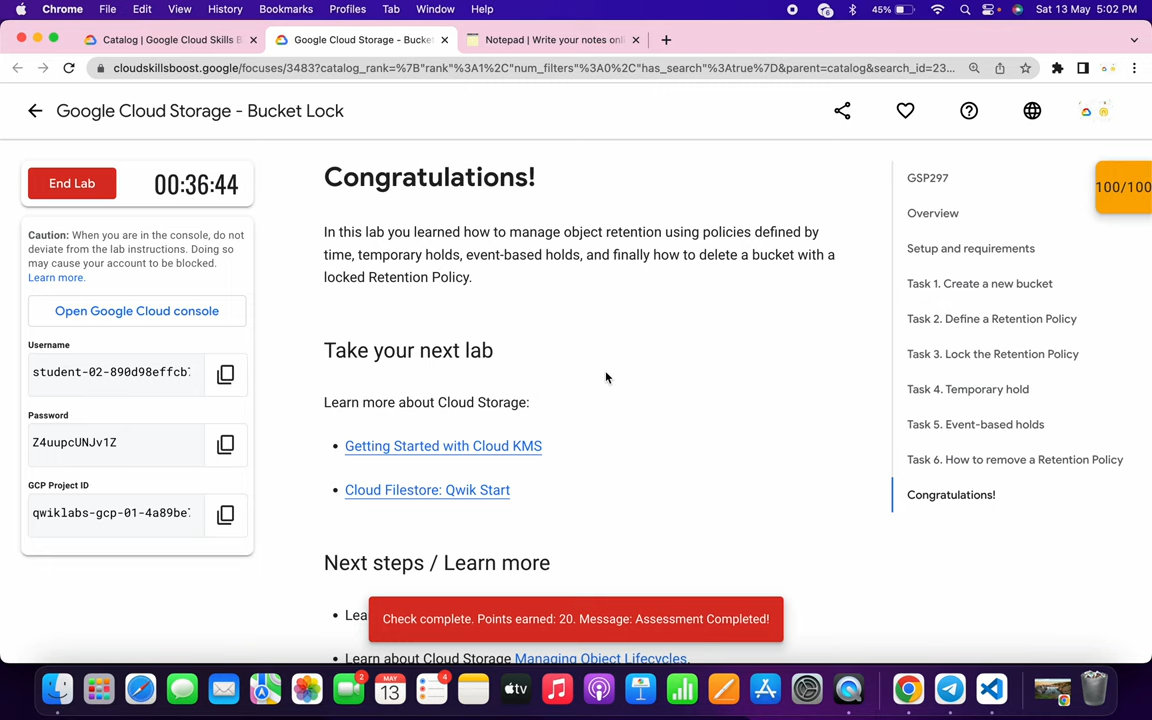 Chrome File Edit View History Bookmarks Profiles Tab Window Help
6
45%
Sat 13 May 5:02 PM
Catalog | Google Cloud Skills B
Google Cloud Storage - Bucket
Notepad | Write your notes onl
cloudskillsboost.google/focuses/3483?catalog_rank=%7B"rank"%3A1%2C"num_filters"%3A0%2C"has_search"%3Atrue%7D&parent=catalog&search_id=23...
Google Cloud Storage - Bucket Lock
End Lab
00:36:44
Caution: When you are in the console, do not
deviate from the lab instructions. Doing so
may cause your account to be blocked.
Learn more.
Open Google Cloud console
Username
student-02-890d98effcb
Password
Z4uupcUNJv1Z
GCP Project ID
qwiklabs-gcp-01-4a89be
Congratulations!
In this lab you learned how to manage object retention using policies defined by
time, temporary holds, event-based holds, and finally how to delete a bucket with a
locked Retention Policy.
Take your next lab
Learn more about Cloud Storage:
• Getting Started with Cloud KMS
• Cloud Filestore: Qwik Start
Next steps / Learn more
• Lea
Check complete. Points earned: 20. Message: Assessment Completed!
• Learn about Cloud Storage Managing Object Lifecycles.
GSP297
Overview
Setup and requirements
Task 1. Create a new bucket
Task 2. Define a Retention Policy
Task 3. Lock the Retention Policy
Task 4. Temporary hold
Task 5. Event-based holds
Task 6. How to remove a Retention Policy
Congratulations!
100/100
2
MAY
13
4
tv